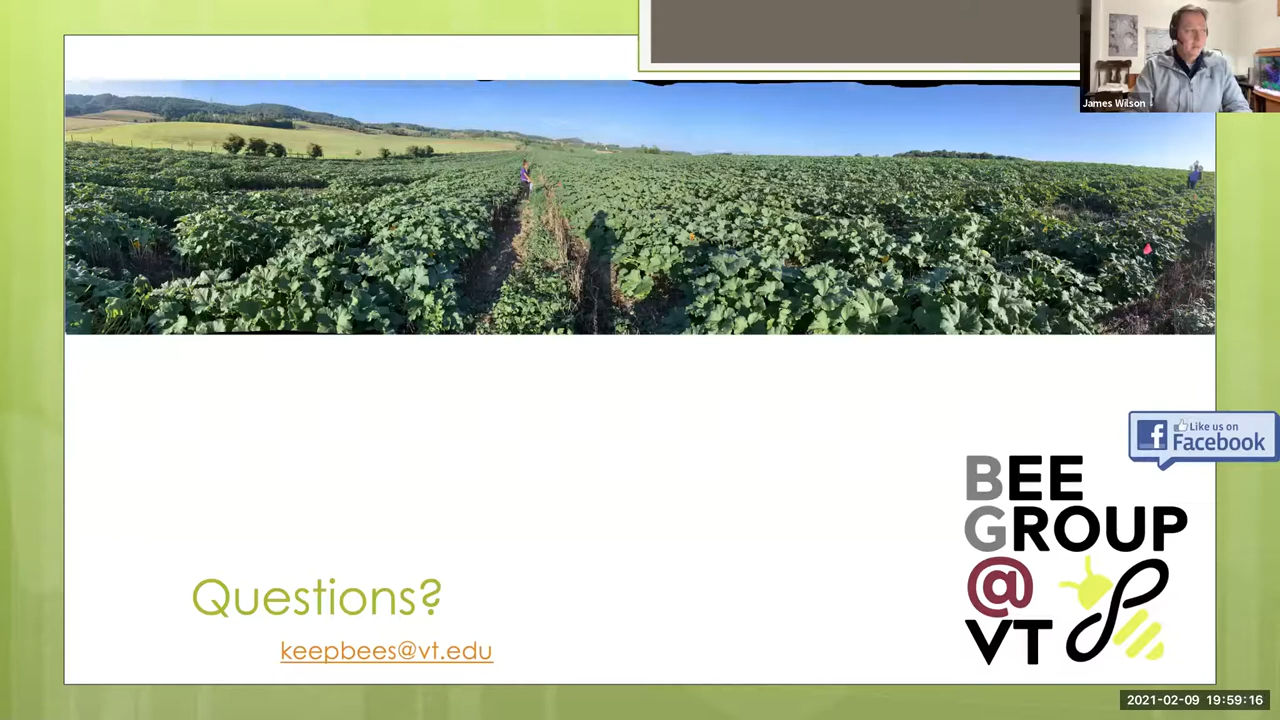 James Wilson
Like us on
Facebook
BEE
GROUP
@
VT
Questions?
keepbees@vt.edu
2021-02-09 19:59:16